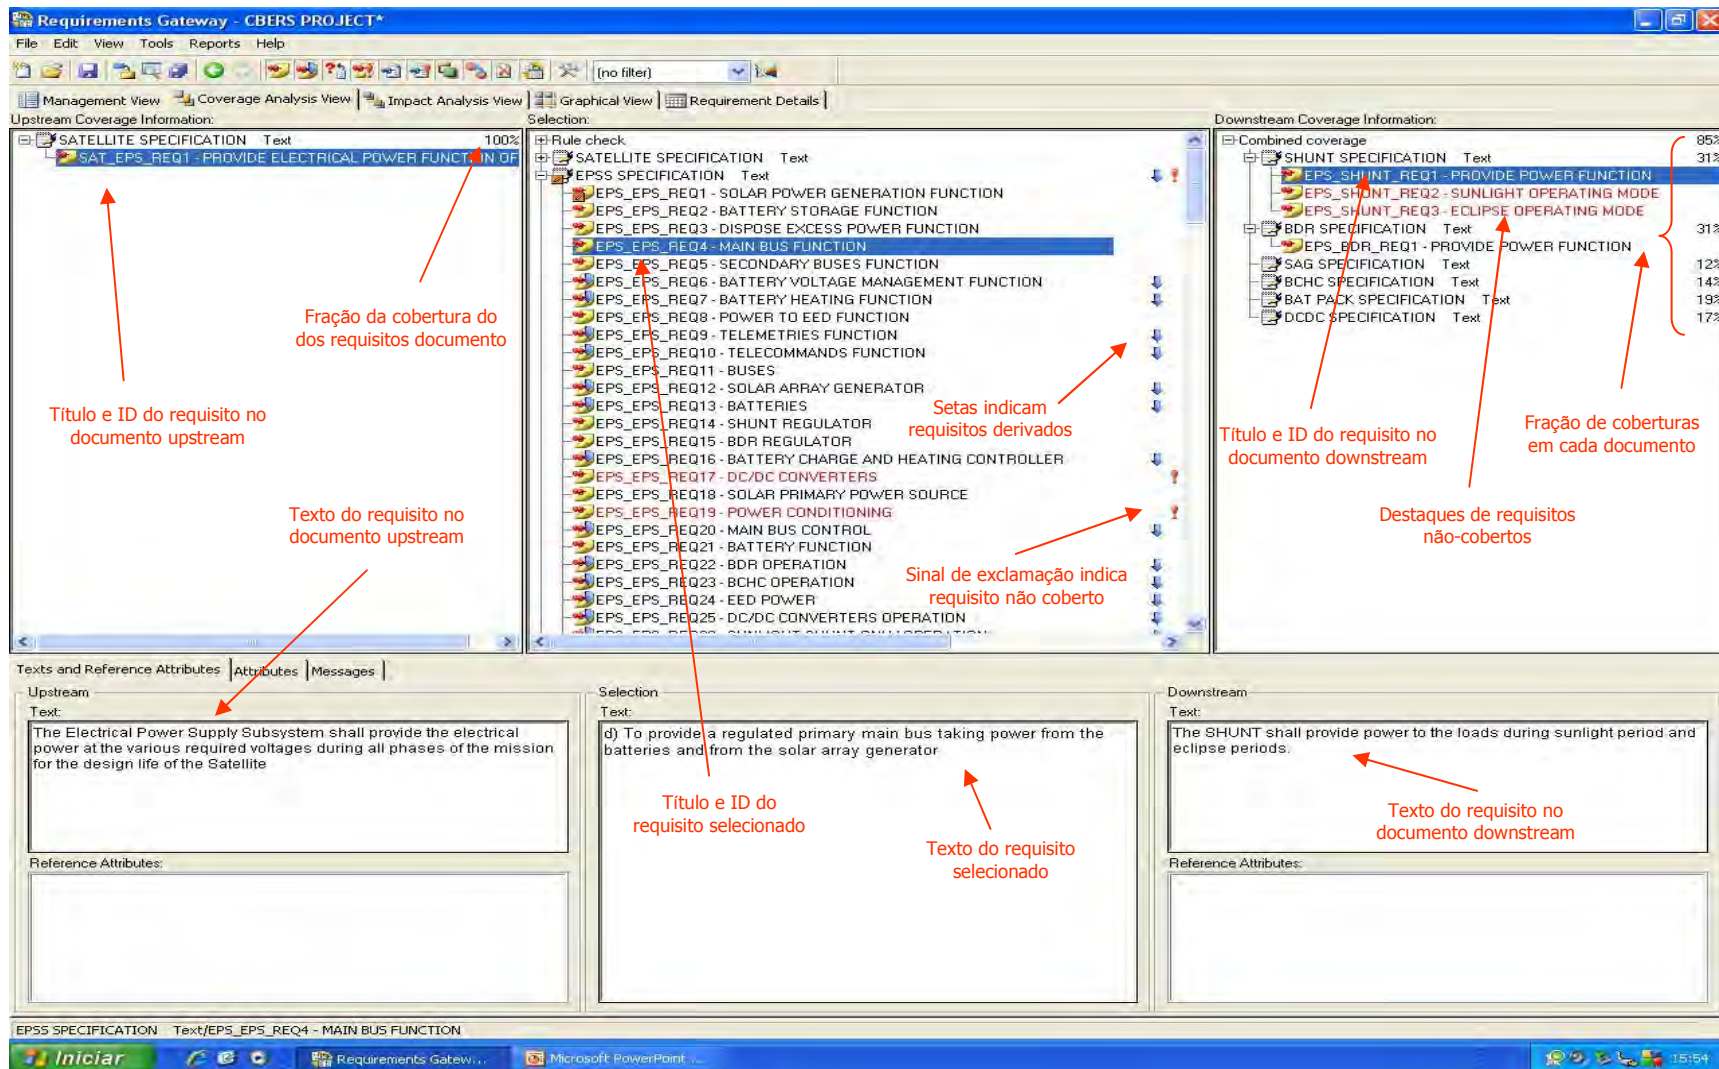 Requirements Gateway - CBERS PROJECT*
File Edit View Tools Reports Help
(no filter)
Management View Coverage Analysis View Impact Analysis View Graphical View Requirement Details
Upstream Coverage Information:
SATELLITE SPECIFICATION Text 100%
SAT_EPS_REQ1 - PROVIDE ELECTRICAL POWER FUNCTION OF
Fração da cobertura do
dos requisitos documento
Título e ID do requisito no
documento upstream
Texto do requisito no
documento upstream
Selection:
Rule check
SATELLITE SPECIFICATION Text
EPSS SPECIFICATION Text
EPS_EPS_REQ1 - SOLAR POWER GENERATION FUNCTION
EPS_EPS_REQ2 - BATTERY STORAGE FUNCTION
EPS_EPS_REQ3 - DISPOSE EXCESS POWER FUNCTION
EPS_EPS_REQ4 - MAIN BUS FUNCTION
EPS_EPS_REQ5 - SECONDARY BUSES FUNCTION
EPS_EPS_REQ6 - BATTERY VOLTAGE MANAGEMENT FUNCTION
EPS_EPS_REQ7 - BATTERY HEATING FUNCTION
EPS_EPS_REQ8 - POWER TO EED FUNCTION
EPS_EPS_REQ9 - TELEMETRIES FUNCTION
EPS_EPS_REQ10 - TELECOMMANDS FUNCTION
EPS_EPS_REQ11 - BUSES
EPS_EPS_REQ12 - SOLAR ARRAY GENERATOR
EPS_EPS_REQ13 - BATTERIES
EPS_EPS_REQ14 - SHUNT REGULATOR
EPS_EPS_REQ15 - BDR REGULATOR
EPS_EPS_REQ16 - BATTERY CHARGE AND HEATING CONTROLLER
EPS_EPS_REQ17 - DC/DC CONVERTERS
EPS_EPS_REQ18 - SOLAR PRIMARY POWER SOURCE
EPS_EPS_REQ19 - POWER CONDITIONING
EPS_EPS_REQ20 - MAIN BUS CONTROL
EPS_EPS_REQ21 - BATTERY FUNCTION
EPS_EPS_REQ22 - BDR OPERATION
EPS_EPS_REQ23 - BCHC OPERATION
EPS_EPS_REQ24 - EED POWER
EPS_EPS_REQ25 - DC/DC CONVERTERS OPERATION
Setas indicam
requisitos derivados
Sinal de exclamação indica
requisito não coberto
Downstream Coverage Information:
Combined coverage 85%
SHUNT SPECIFICATION Text 31%
EPS_SHUNT_REQ1 - PROVIDE POWER FUNCTION
EPS_SHUNT_REQ2 - SUNLIGHT OPERATING MODE
EPS_SHUNT_REQ3 - ECLIPSE OPERATING MODE
BDR SPECIFICATION Text 31%
EPS_BDR_REQ1 - PROVIDE POWER FUNCTION
SAG SPECIFICATION Text 12%
BCHC SPECIFICATION Text 14%
BAT PACK SPECIFICATION Text 19%
DCDC SPECIFICATION Text 17%
Título e ID do requisito no
documento downstream
Fração de coberturas
em cada documento
Destaques de requisitos
não-cobertos
Texts and Reference Attributes Attributes Messages
Upstream
Text:
The Electrical Power Supply Subsystem shall provide the electrical
power at the various required voltages during all phases of the mission
for the design life of the Satellite
Reference Attributes:
Selection
Text:
d) To provide a regulated primary main bus taking power from the
batteries and from the solar array generator
Título e ID do
requisito selecionado
Texto do requisito
selecionado
Downstream
Text:
The SHUNT shall provide power to the loads during sunlight period and
eclipse periods.
Texto do requisito no
documento downstream
Reference Attributes:
EPSS SPECIFICATION Text/EPS_EPS_REQ4 - MAIN BUS FUNCTION
Iniciar Requirements Gatew... Microsoft PowerPoint ... 15:54